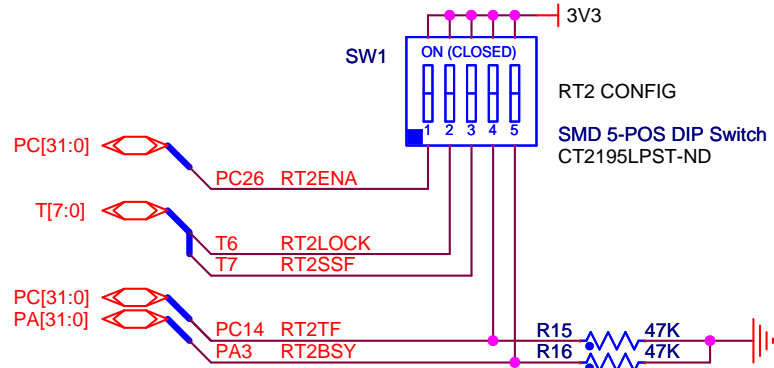 3V3
SW1
ON (CLOSED)
RT2 CONFIG
1 2 3 4 5
SMD 5-POS DIP Switch
CT2195LPST-ND
PC[31:0]
PC26 RT2ENA
T[7:0]
T6 RT2LOCK
T7 RT2SSF
PC[31:0]
PA[31:0]
PC14 RT2TF
R15 47K
PA3 RT2BSY
R16 47K